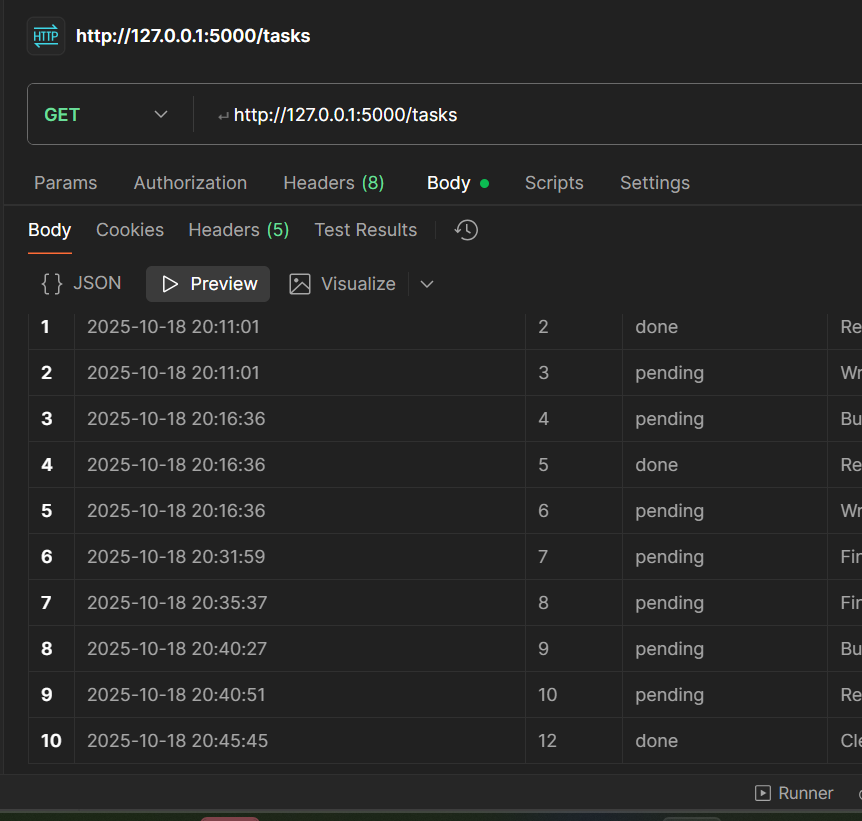 HTTP http://127.0.0.1:5000/tasks
GET http://127.0.0.1:5000/tasks
Params Authorization Headers (8) Body Scripts Settings
Body Cookies Headers (5) Test Results
{} JSON Preview Visualize
1 2025-10-18 20:11:01 2 done Re
2 2025-10-18 20:11:01 3 pending Wr
3 2025-10-18 20:16:36 4 pending Bu
4 2025-10-18 20:16:36 5 done Re
5 2025-10-18 20:16:36 6 pending Wr
6 2025-10-18 20:31:59 7 pending Fin
7 2025-10-18 20:35:37 8 pending Fin
8 2025-10-18 20:40:27 9 pending Bu
9 2025-10-18 20:40:51 10 pending Re
10 2025-10-18 20:45:45 12 done Cle
Runner